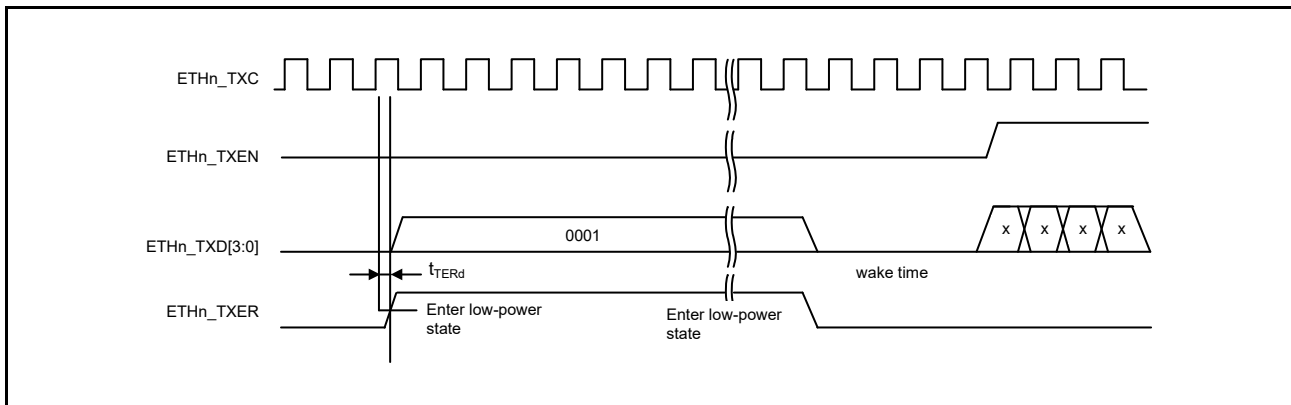 ETHn_TXC
ETHn_TXEN
ETHn_TXD[3:0]
0001
x x x x
tTERd
wake time
ETHn_TXER
Enter low-power
state
Enter low-power
state